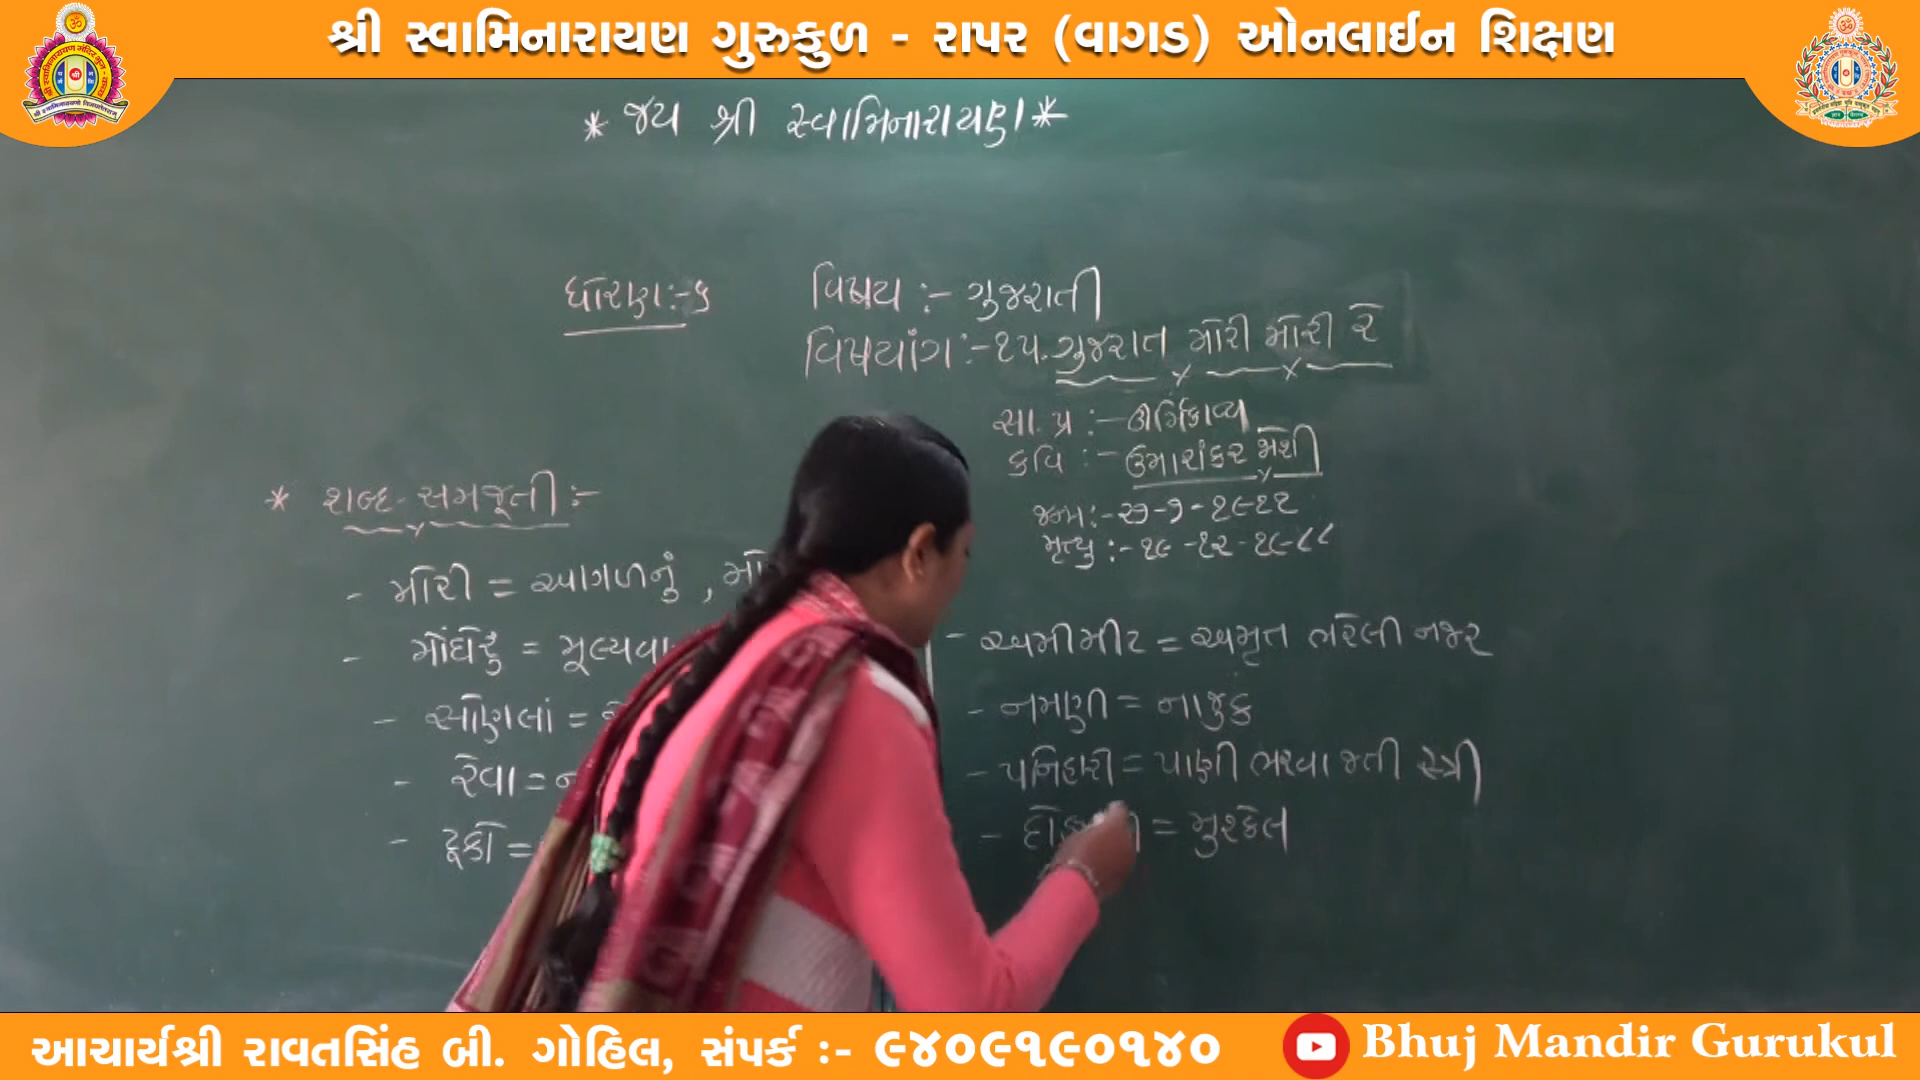 શ્રી સ્વામિનારાયણ ગુરુકુળ - રાપર (વાગડ) ઓનલાઈન શિક્ષણ
* જય શ્રી સ્વામિનારાયણ *
ધોરણ:-
વિષય :- ગુજરાતી
વિષયાંગ :- ૧૫. ગુજરાત મોરી મોરી રે
સા. પ્ર :- ઊર્મિકાવ્ય
કવિ :- ઉમાશંકર જોશી
જન્મ :- ૨૧-૭-૧૯૧૧
મૃત્યુ :- ૧૯-૧૨-૧૯૮૮
* શબ્દ-સમજૂતી :-
- મોરી = આગળનું,
- મોંઘેરું =
- સોણલાં =
- રેવા =
- ટૂકો =
- અમીમીટ = અમૃત ભરેલી નજર
- નમણી = નાજુક
- પનિહારી = પાણી ભરવા જતી સ્ત્રી
- = મુશ્કેલ
આચાર્યશ્રી રાવતસિંહ બી. ગોહિલ, સંપર્ક :- ૯૪૦૯૧૯૦૧૪૦
Bhuj Mandir Gurukul